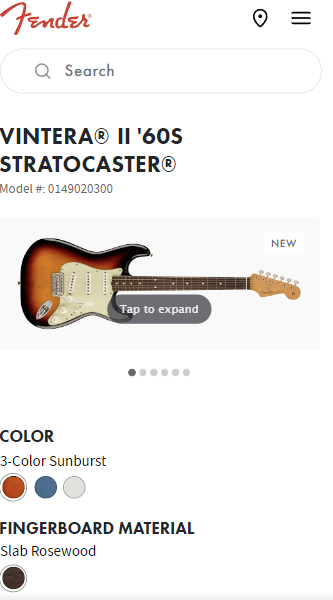 Fender®
Search
VINTERA® II '60S
STRATOCASTER®
Model #: 0149020300
NEW
Tap to expand
COLOR
3-Color Sunburst
FINGERBOARD MATERIAL
Slab Rosewood